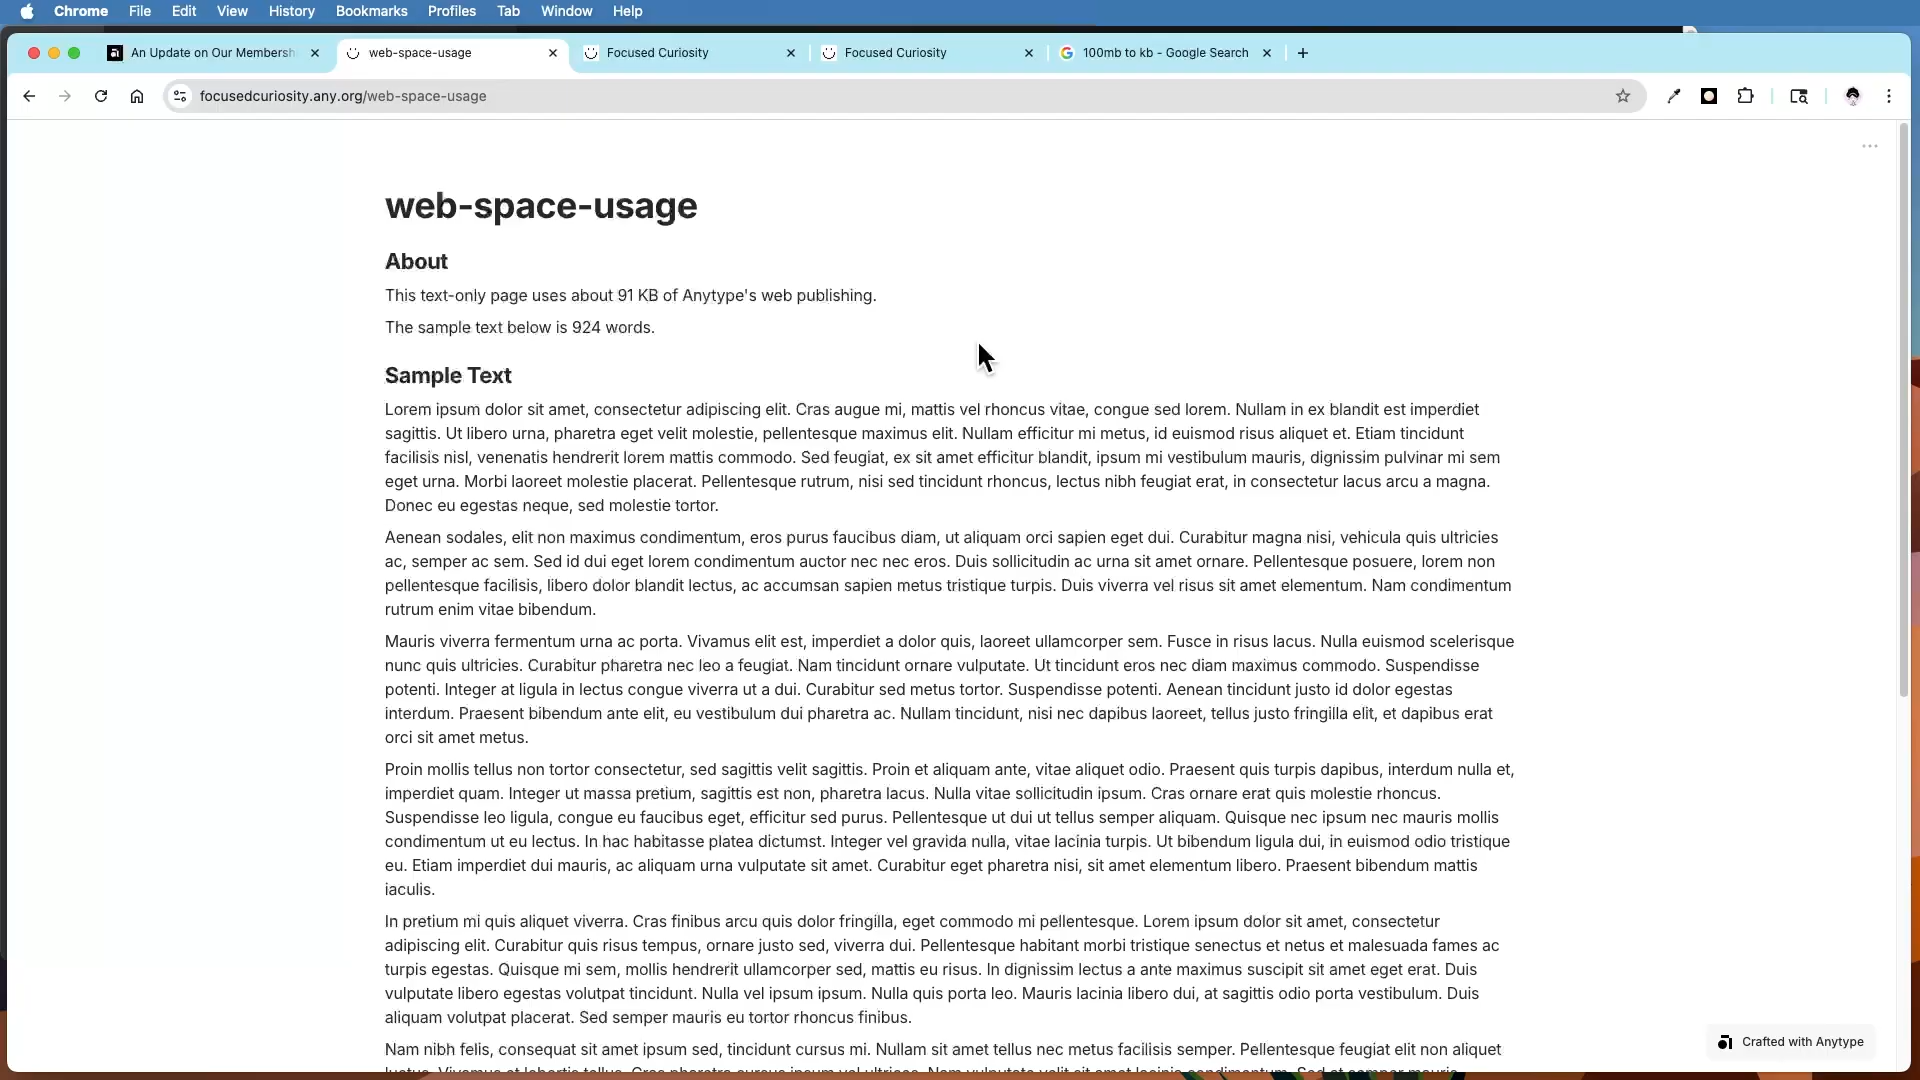 Chrome File Edit View History Bookmarks Profiles Tab Window Help
An Update on Our Membersh
web-space-usage
Focused Curiosity
Focused Curiosity
100mb to kb - Google Search
focusedcuriosity.any.org/web-space-usage
web-space-usage
About
This text-only page uses about 91 KB of Anytype's web publishing.
The sample text below is 924 words.
Sample Text
Lorem ipsum dolor sit amet, consectetur adipiscing elit. Cras augue mi, mattis vel rhoncus vitae, congue sed lorem. Nullam in ex blandit est imperdiet
sagittis. Ut libero urna, pharetra eget velit molestie, pellentesque maximus elit. Nullam efficitur mi metus, id euismod risus aliquet et. Etiam tincidunt
facilisis nisl, venenatis hendrerit lorem mattis commodo. Sed feugiat, ex sit amet efficitur blandit, ipsum mi vestibulum mauris, dignissim pulvinar mi sem
eget urna. Morbi laoreet molestie placerat. Pellentesque rutrum, nisi sed tincidunt rhoncus, lectus nibh feugiat erat, in consectetur lacus arcu a magna.
Donec eu egestas neque, sed molestie tortor.
Aenean sodales, elit non maximus condimentum, eros purus faucibus diam, ut aliquam orci sapien eget dui. Curabitur magna nisi, vehicula quis ultricies
ac, semper ac sem. Sed id dui eget lorem condimentum auctor nec nec eros. Duis sollicitudin ac urna sit amet ornare. Pellentesque posuere, lorem non
pellentesque facilisis, libero dolor blandit lectus, ac accumsan sapien metus tristique turpis. Duis viverra vel risus sit amet elementum. Nam condimentum
rutrum enim vitae bibendum.
Mauris viverra fermentum urna ac porta. Vivamus elit est, imperdiet a dolor quis, laoreet ullamcorper sem. Fusce in risus lacus. Nulla euismod scelerisque
nunc quis ultricies. Curabitur pharetra nec leo a feugiat. Nam tincidunt ornare vulputate. Ut tincidunt eros nec diam maximus commodo. Suspendisse
potenti. Integer at ligula in lectus congue viverra ut a dui. Curabitur sed metus tortor. Suspendisse potenti. Aenean tincidunt justo id dolor egestas
interdum. Praesent bibendum ante elit, eu vestibulum dui pharetra ac. Nullam tincidunt, nisi nec dapibus laoreet, tellus justo fringilla elit, et dapibus erat
orci sit amet metus.
Proin mollis tellus non tortor consectetur, sed sagittis velit sagittis. Proin et aliquam ante, vitae aliquet odio. Praesent quis turpis dapibus, interdum nulla et,
imperdiet quam. Integer ut massa pretium, sagittis est non, pharetra lacus. Nulla vitae sollicitudin ipsum. Cras ornare erat quis molestie rhoncus.
Suspendisse leo ligula, congue eu faucibus eget, efficitur sed purus. Pellentesque ut dui ut tellus semper aliquam. Quisque nec ipsum nec mauris mollis
condimentum ut eu lectus. In hac habitasse platea dictumst. Integer vel gravida nulla, vitae lacinia turpis. Ut bibendum ligula dui, in euismod odio tristique
eu. Etiam imperdiet dui mauris, ac aliquam urna vulputate sit amet. Curabitur eget pharetra nisi, sit amet elementum libero. Praesent bibendum mattis
iaculis.
In pretium mi quis aliquet viverra. Cras finibus arcu quis dolor fringilla, eget commodo mi pellentesque. Lorem ipsum dolor sit amet, consectetur
adipiscing elit. Curabitur quis risus tempus, ornare justo sed, viverra dui. Pellentesque habitant morbi tristique senectus et netus et malesuada fames ac
turpis egestas. Quisque mi sem, mollis hendrerit ullamcorper sed, mattis eu risus. In dignissim lectus a ante maximus suscipit sit amet eget erat. Duis
vulputate libero egestas volutpat tincidunt. Nulla vel ipsum ipsum. Nulla quis porta leo. Mauris lacinia libero dui, at sagittis odio porta vestibulum. Duis
aliquam volutpat placerat. Sed semper mauris eu tortor rhoncus finibus.
Nam nibh felis, consequat sit amet ipsum sed, tincidunt cursus mi. Nullam sit amet tellus nec metus facilisis semper. Pellentesque feugiat elit non aliquet
Crafted with Anytype